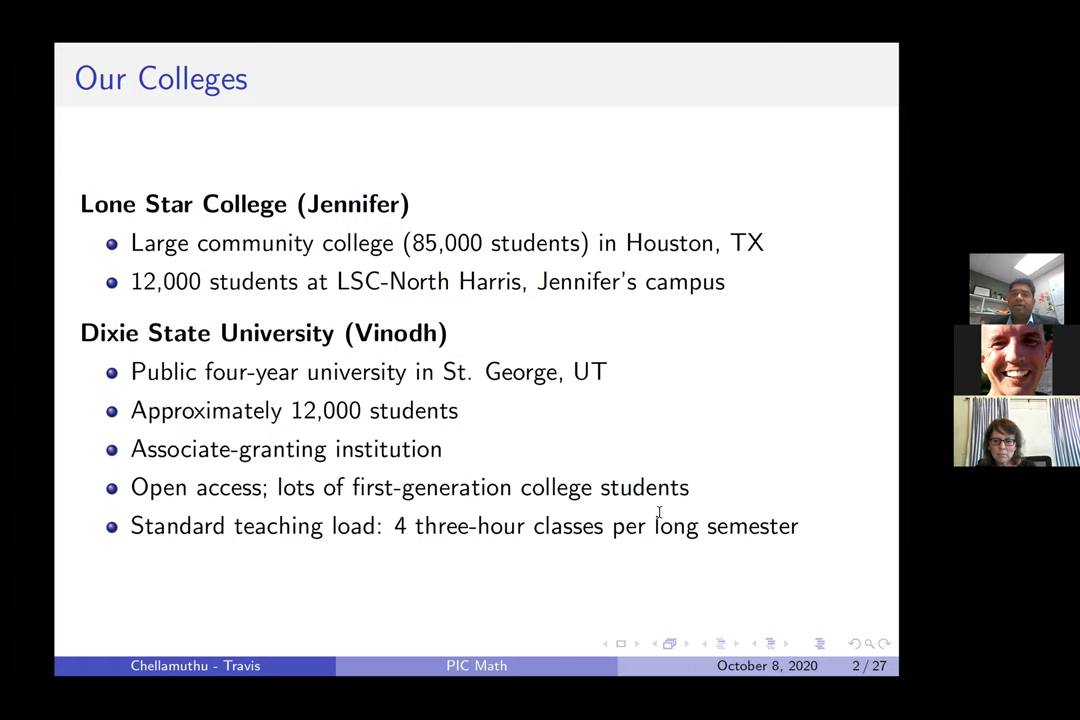 Our Colleges
Lone Star College (Jennifer)
Large community college (85,000 students) in Houston, TX
12,000 students at LSC-North Harris, Jennifer's campus
Dixie State University (Vinodh)
Public four-year university in St. George, UT
Approximately 12,000 students
Associate-granting institution
Open access; lots of first-generation college students
Standard teaching load: 4 three-hour classes per long semester
Chellamuthu - Travis PIC Math October 8, 2020 2 / 27